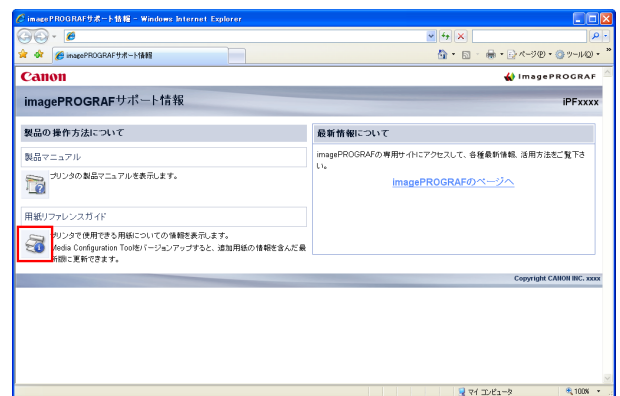 imagePROGRAFサポート情報 - Windows Internet Explorer
imagePROGRAFサポート情報
ページ(P)
ツール(O)
Canon
imagePROGRAF
imagePROGRAFサポート情報
iPFxxxx
製品の操作方法について
製品マニュアル
プリンタの製品マニュアルを表示します。
用紙リファレンスガイド
プリンタで使用できる用紙についての情報を表示します。
Media Configuration Toolをバージョンアップすると、追加用紙の情報を含んだ最
新版に更新できます。
最新情報について
imagePROGRAFの専用サイトにアクセスして、各種最新情報、活用方法をご覧下さ
い。
imagePROGRAFのページへ
Copyright CANON INC. xxxx
マイ コンピュータ
100%